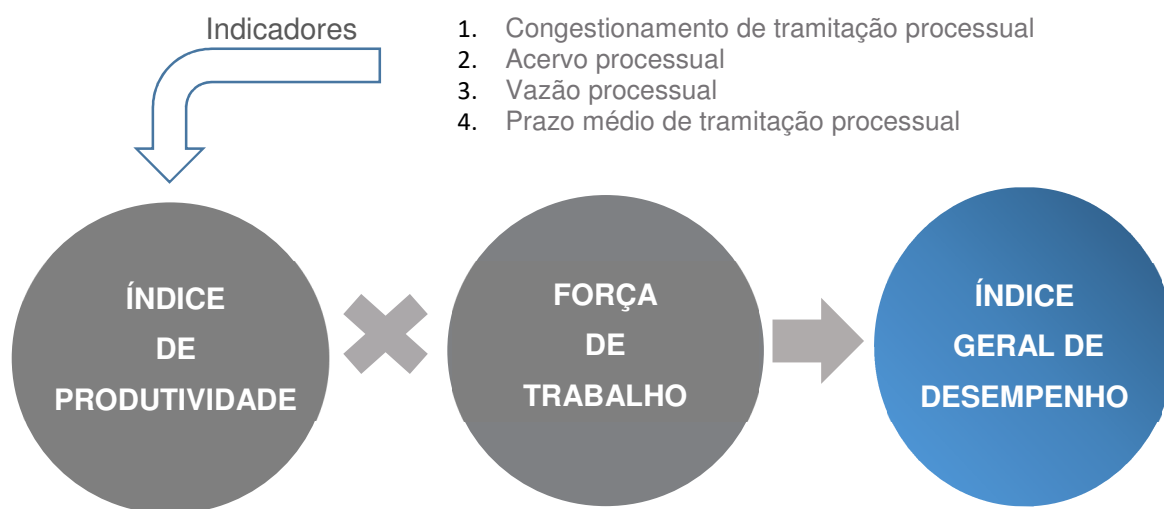 Indicadores
1. Congestionamento de tramitação processual
2. Acervo processual
3. Vazão processual
4. Prazo médio de tramitação processual
ÍNDICE
DE
PRODUTIVIDADE
FORÇA
DE
TRABALHO
ÍNDICE
GERAL DE
DESEMPENHO